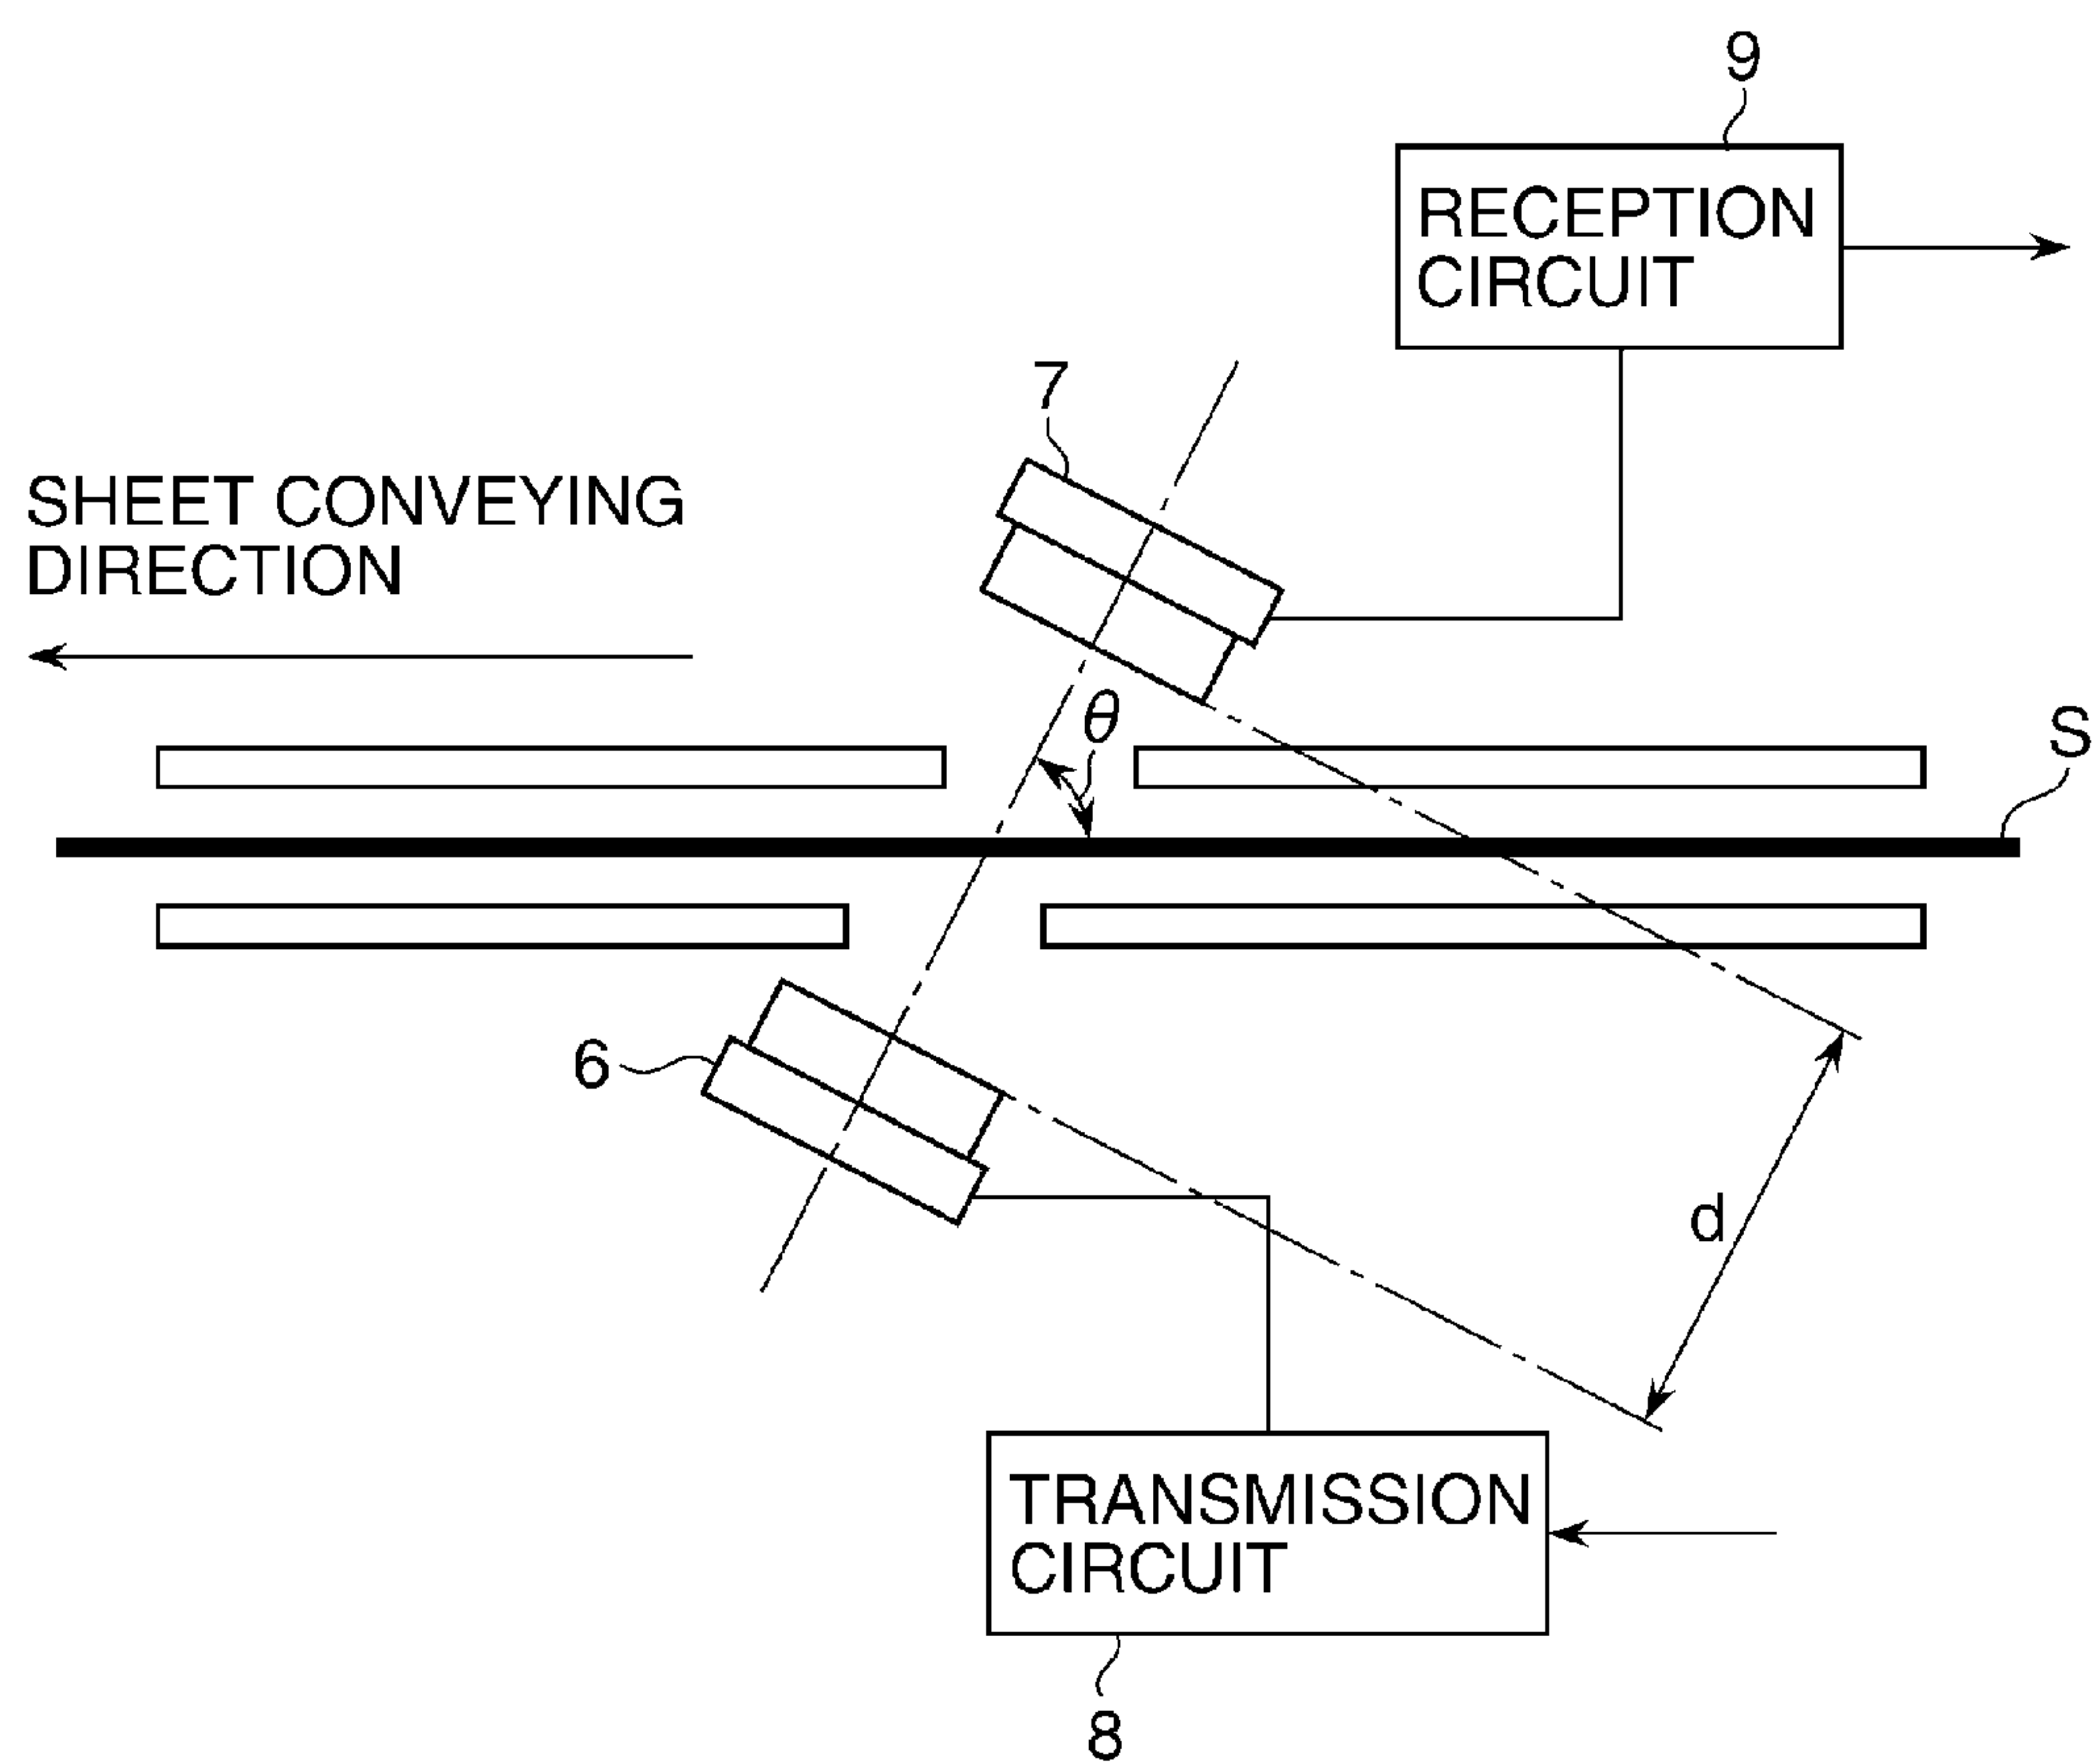 9
RECEPTION
CIRCUIT
7
SHEET CONVEYING
DIRECTION
θ
S
6
d
TRANSMISSION
CIRCUIT
8